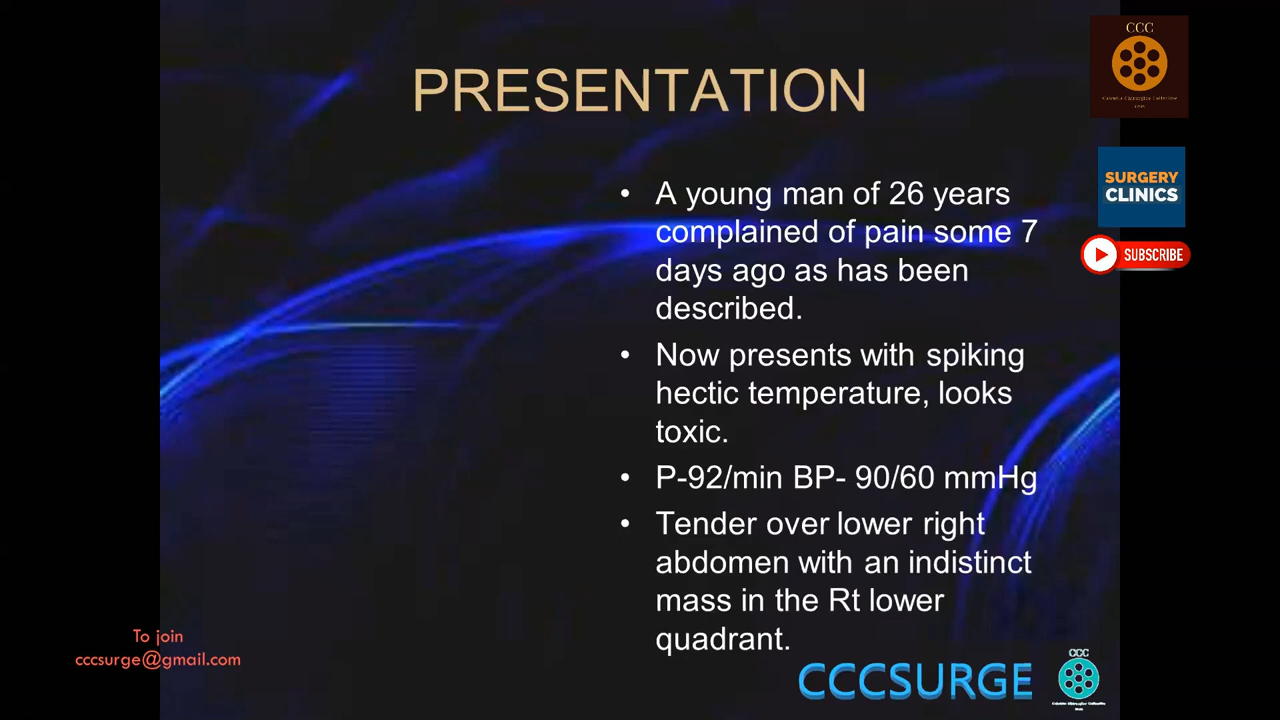 PRESENTATION
• A young man of 26 years
complained of pain some 7
days ago as has been
described.
• Now presents with spiking
hectic temperature, looks
toxic.
• P-92/min BP- 90/60 mmHg
• Tender over lower right
abdomen with an indistinct
mass in the Rt lower
quadrant.
CCC
SURGERY
CLINICS
SUBSCRIBE
To join
cccsurge@gmail.com
CCCSURGE
CCC